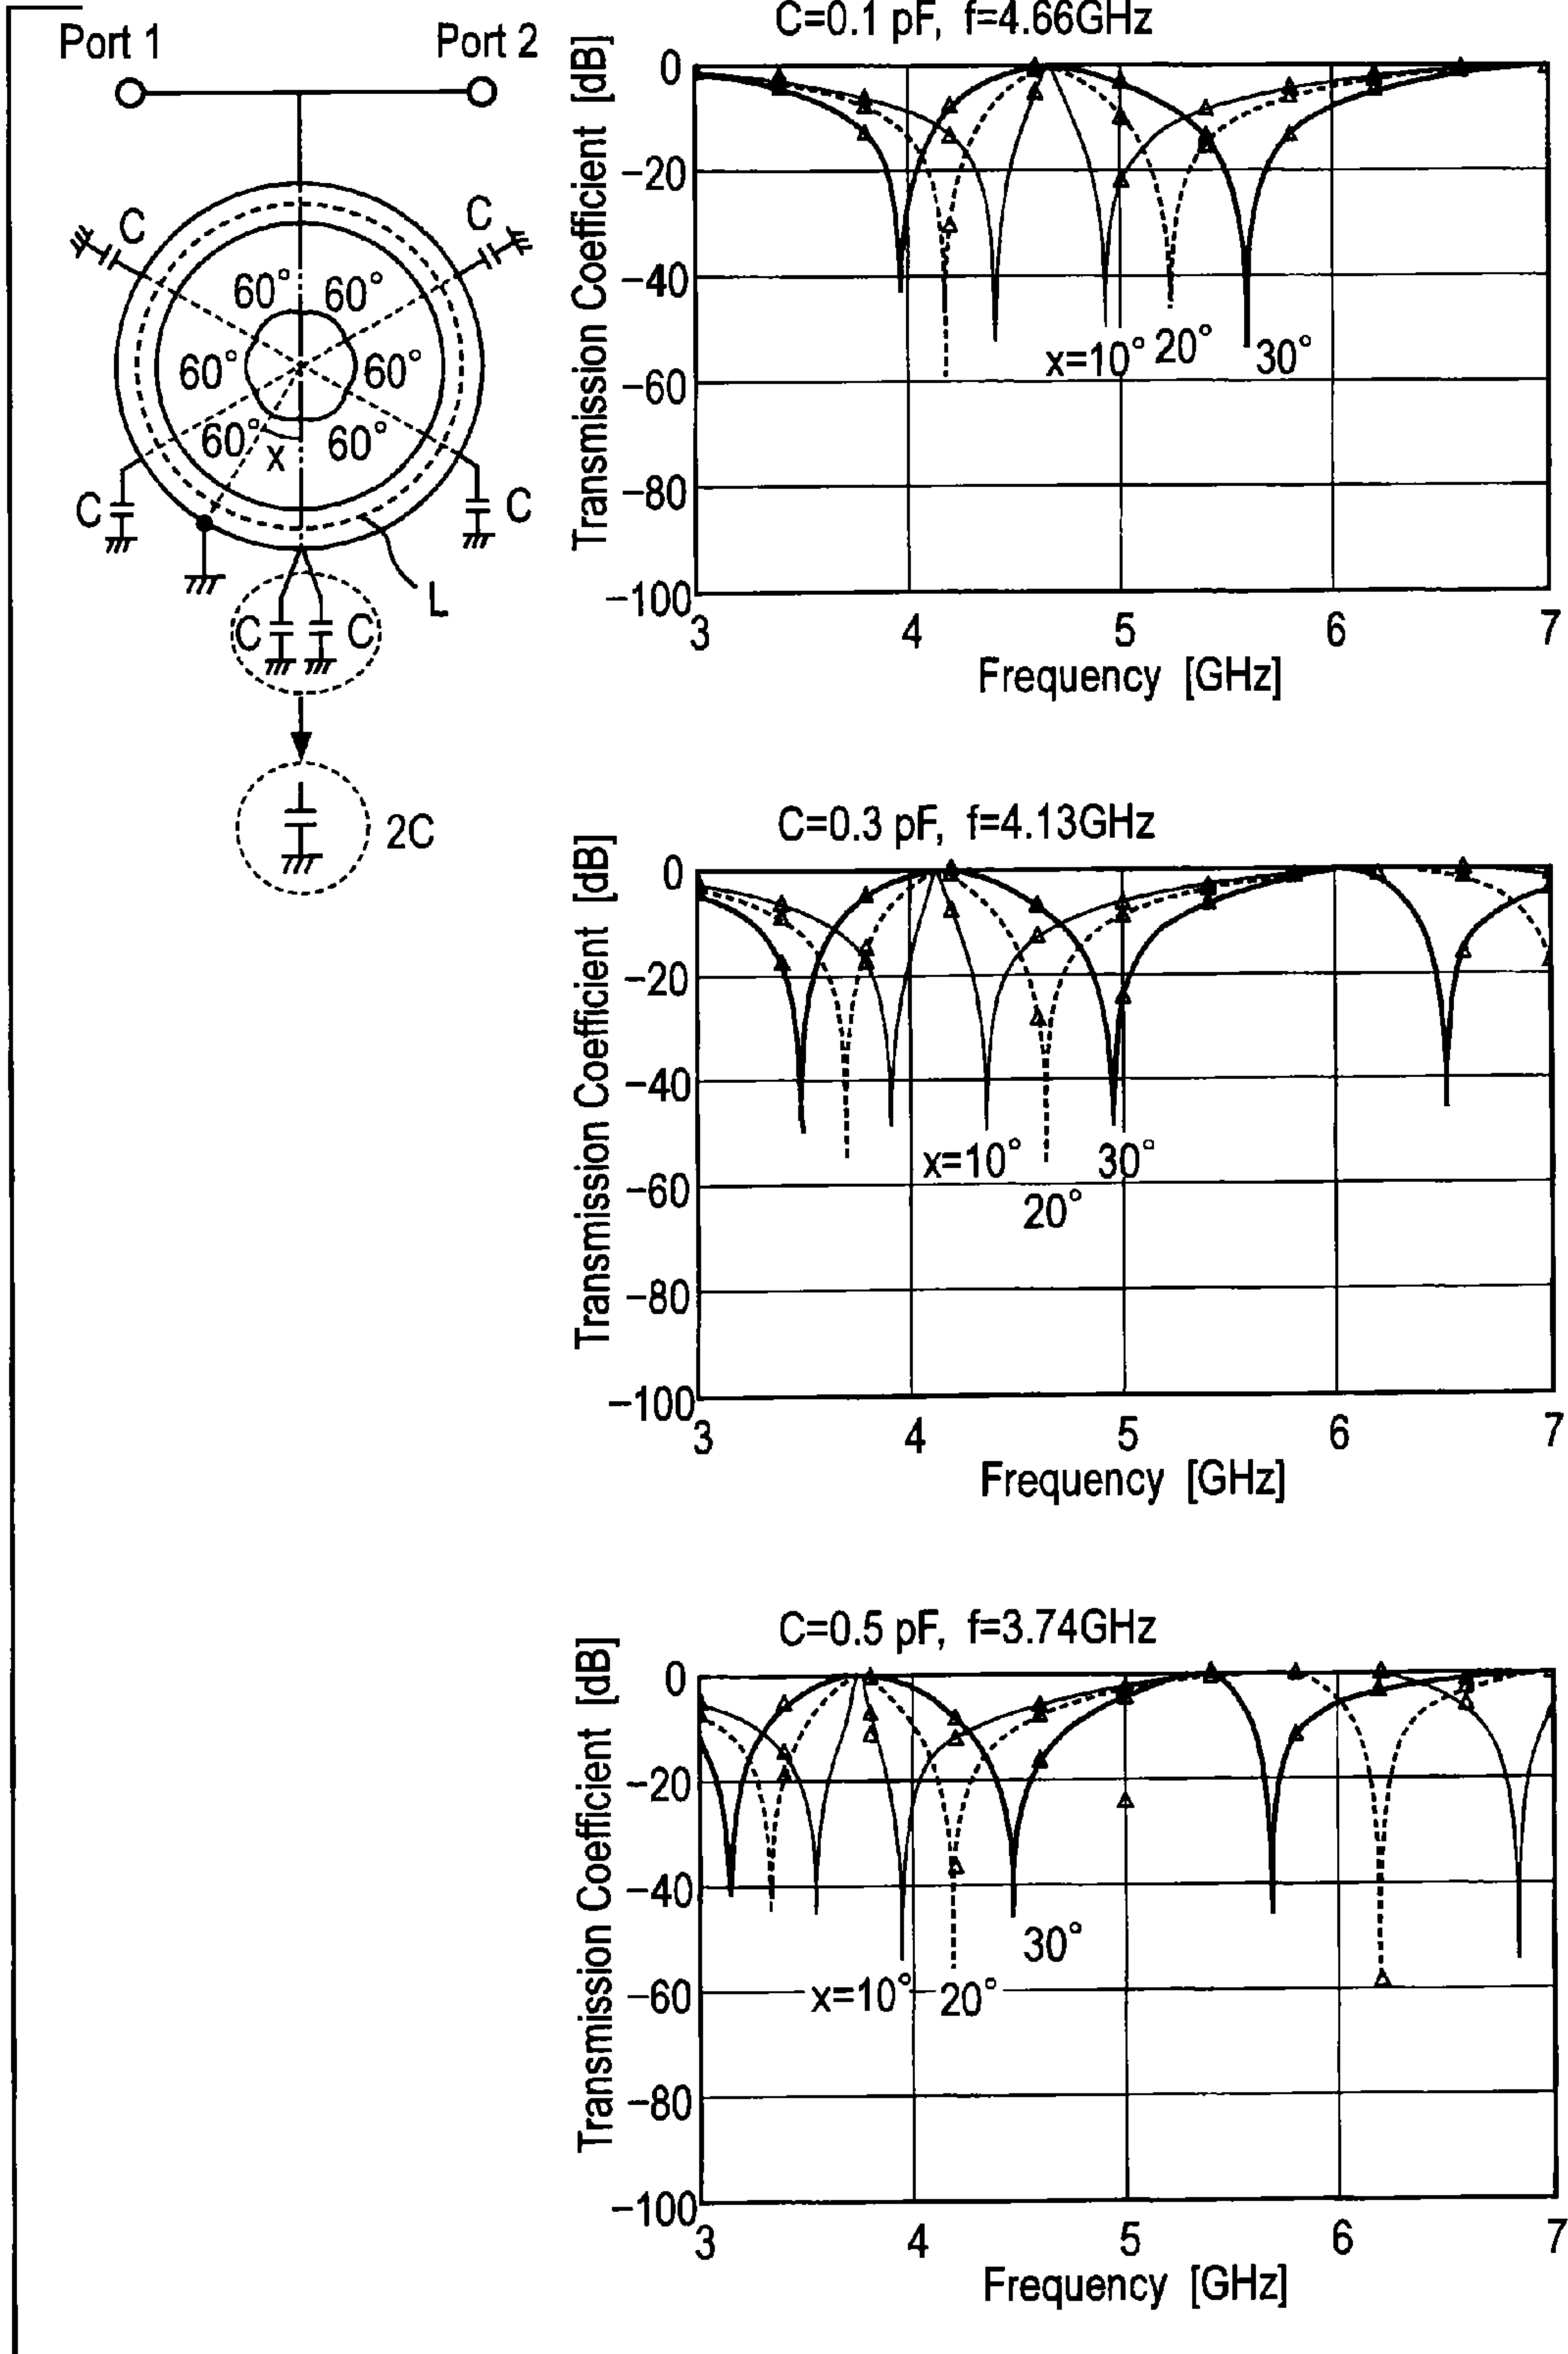 Port 1
Port 2
C
C
60°
60°
60°
60°
60°
60°
x
C
C
L
C
C
2C
C=0.1 pF, f=4.66GHz
Transmission Coefficient [dB]
0
−20
−40
−60
−80
−100
x=10°
20°
30°
3
4
5
6
7
Frequency [GHz]
C=0.3 pF, f=4.13GHz
Transmission Coefficient [dB]
0
−20
−40
−60
−80
−100
x=10°
20°
30°
3
4
5
6
7
Frequency [GHz]
C=0.5 pF, f=3.74GHz
Transmission Coefficient [dB]
0
−20
−40
−60
−80
−100
x=10°
20°
30°
3
4
5
6
7
Frequency [GHz]